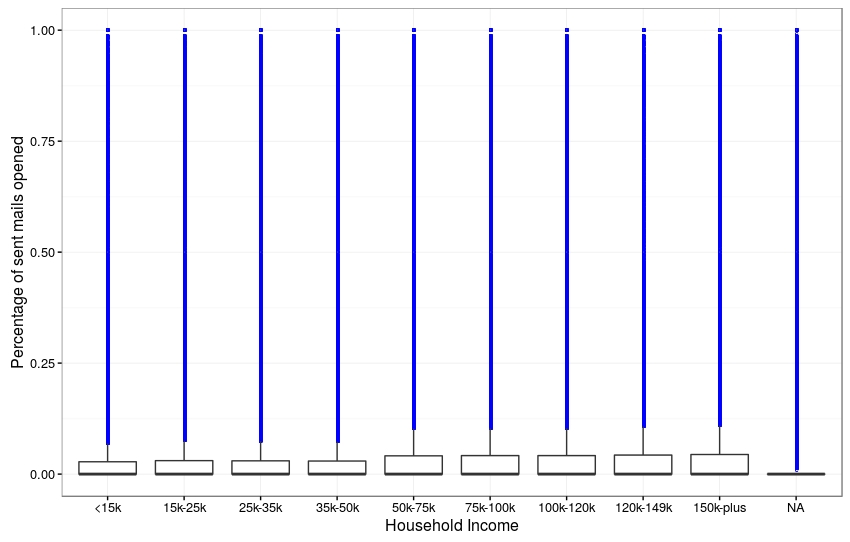 Percentage of sent mails opened
1.00
0.75
0.50
0.25
0.00
<15k 15k-25k 25k-35k 35k-50k 50k-75k 75k-100k 100k-120k 120k-149k 150k-plus NA
Household Income